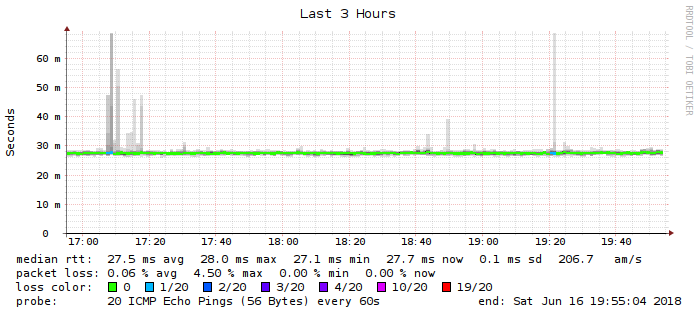 Last 3 Hours
RRDTOOL / TOBI OETIKER
Seconds
60 m
50 m
40 m
30 m
20 m
10 m
0
17:00 17:20 17:40 18:00 18:20 18:40 19:00 19:20 19:40
median rtt: 27.5 ms avg 28.0 ms max 27.1 ms min 27.7 ms now 0.1 ms sd 206.7 am/s
packet loss: 0.06 % avg 4.50 % max 0.00 % min 0.00 % now
loss color: 0 1/20 2/20 3/20 4/20 10/20 19/20
probe: 20 ICMP Echo Pings (56 Bytes) every 60s end: Sat Jun 16 19:55:04 2018